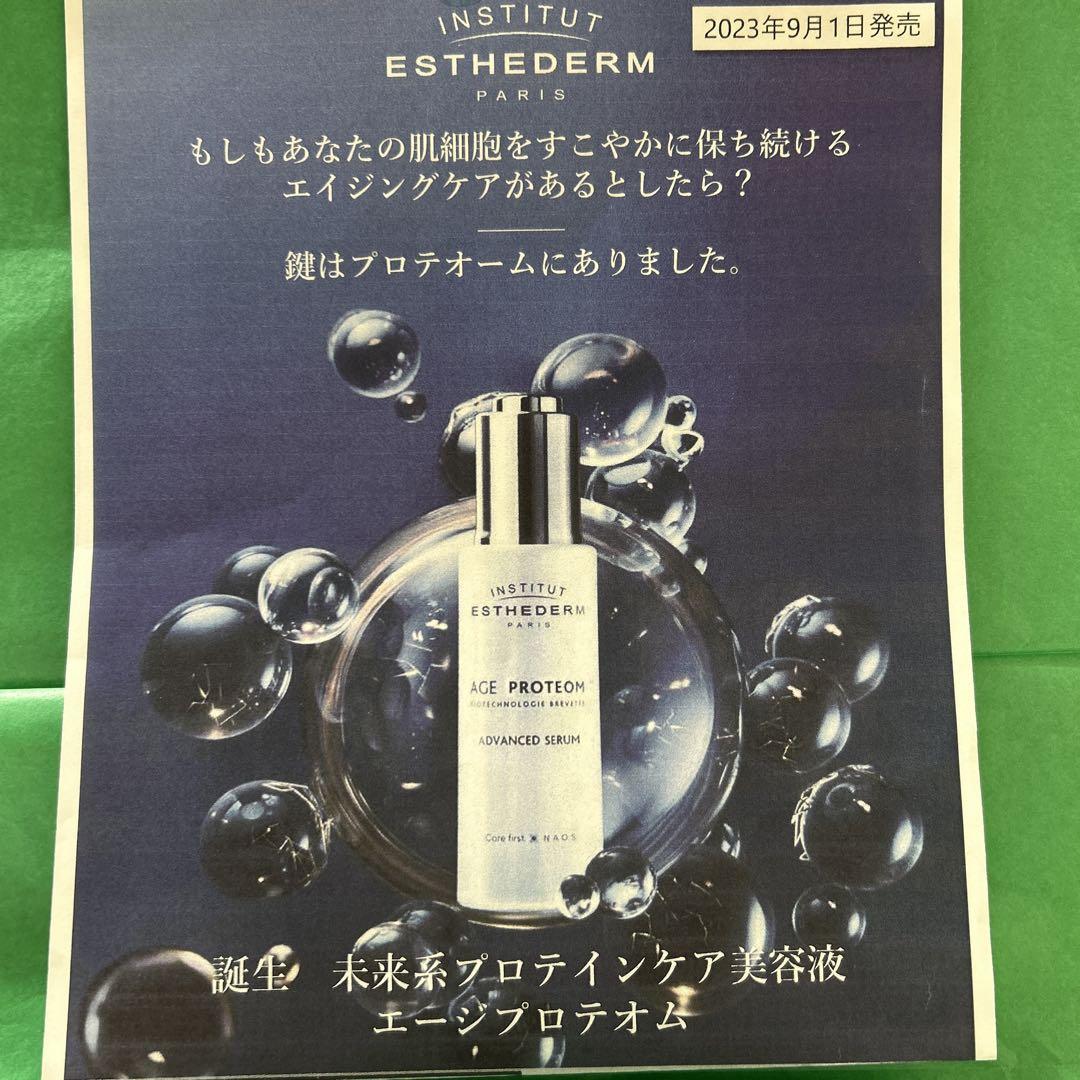 INSTITUT
ESTHEDERM
PARIS
2023年9月1日発売
もしもあなたの肌細胞をすこやかに保ち続ける
エイジングケアがあるとしたら？
鍵はプロテオームにありました。
INSTITUT
ESTHEDERM
PARIS
AGE PROTEOM
BIOTECHNOLOGIE BREVETÉE
ADVANCED SERUM
Care first NAOS
誕生 未来系プロテインケア美容液
エージプロテオム